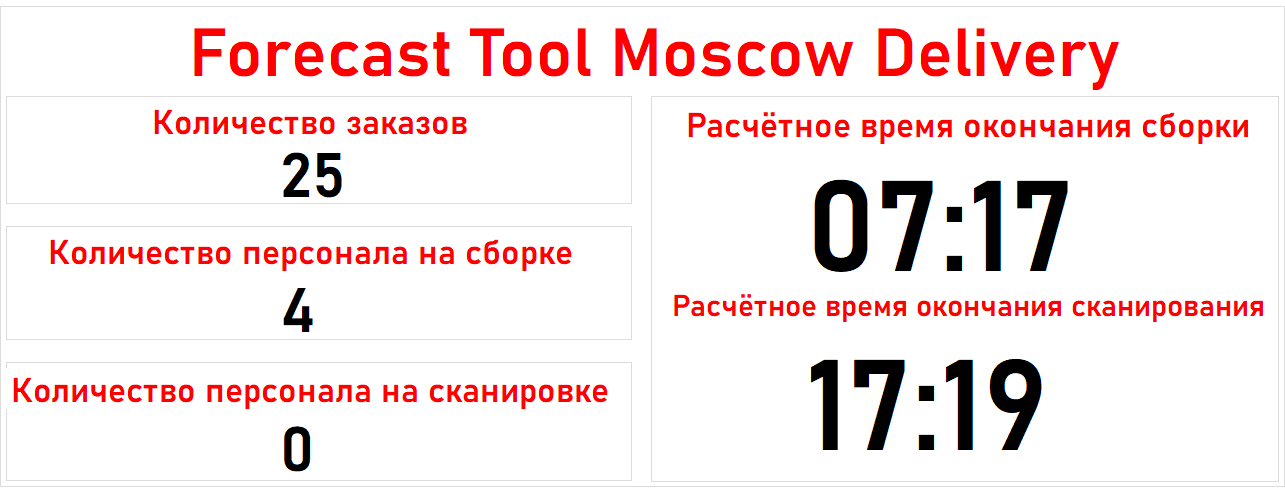 Forecast Tool Moscow Delivery
Количество заказов
25
Количество персонала на сборке
4
Количество персонала на сканировке
0
Расчётное время окончания сборки
07:17
Расчётное время окончания сканирования
17:19